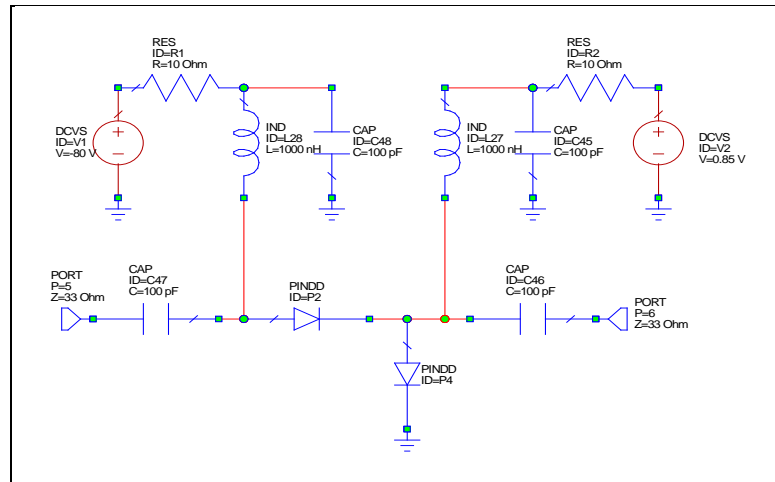 RES
ID=R1
R=10 Ohm
RES
ID=R2
R=10 Ohm
DCVS
ID=V1
V=-80 V
+
−
IND
ID=L28
L=1000 nH
CAP
ID=C48
C=100 pF
IND
ID=L27
L=1000 nH
CAP
ID=C45
C=100 pF
+
−
DCVS
ID=V2
V=0.85 V
PORT
P=5
Z=33 Ohm
CAP
ID=C47
C=100 pF
PINDD
ID=P2
CAP
ID=C46
C=100 pF
PORT
P=6
Z=33 Ohm
PINDD
ID=P4